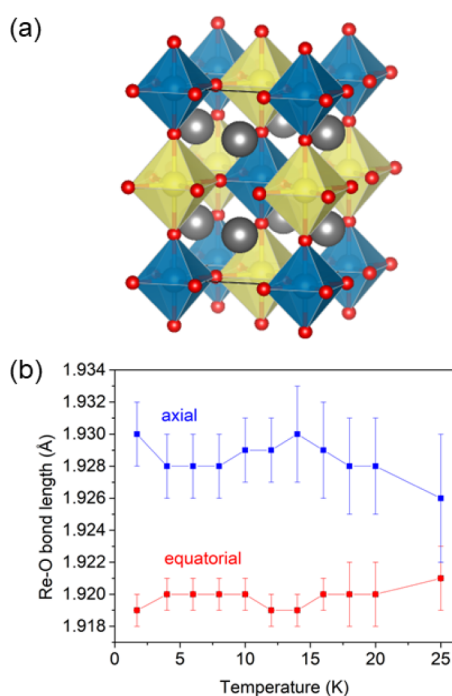 (a)
(b)
1.934
1.932
1.930
1.928
1.926
1.924
1.922
1.920
1.918
axial
equatorial
Re-O bond length (Å)
0
5
10
15
20
25
Temperature (K)